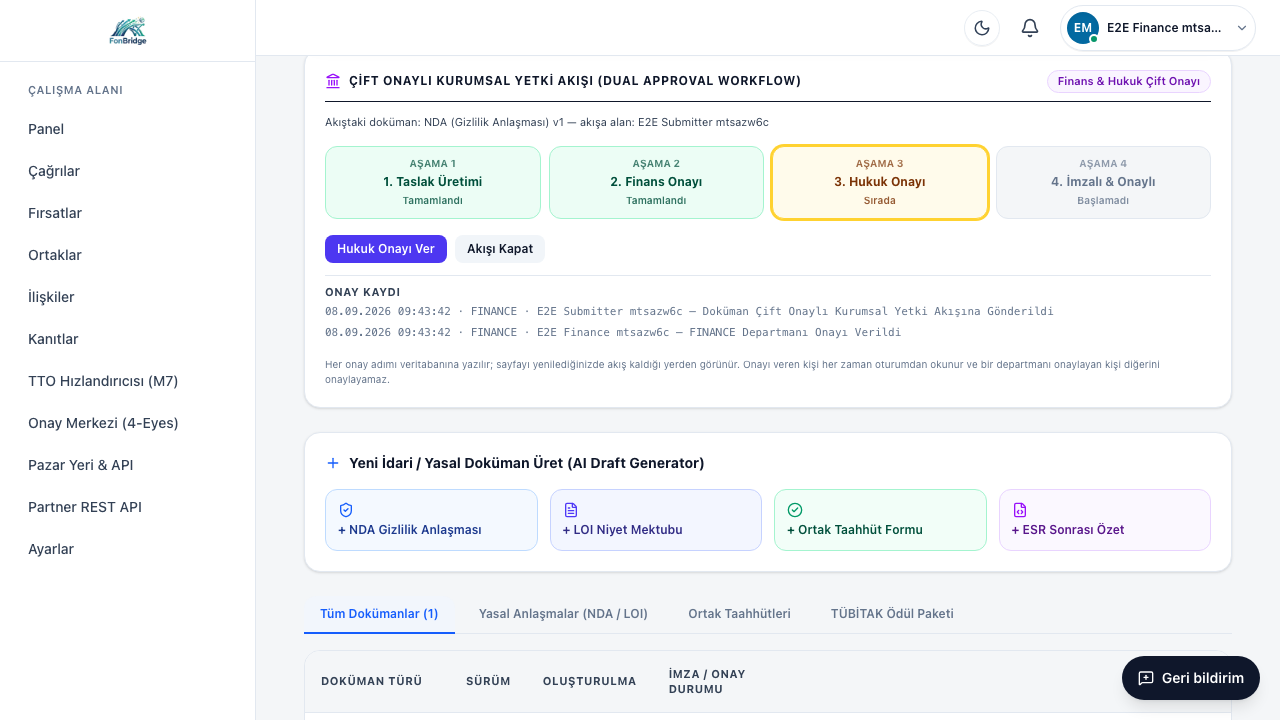 FonBridge
EM
E2E Finance mtsa...
ÇALIŞMA ALANI
Panel
Çağrılar
Fırsatlar
Ortaklar
İlişkiler
Kanıtlar
TTO Hızlandırıcısı (M7)
Onay Merkezi (4-Eyes)
Pazar Yeri & API
Partner REST API
Ayarlar
ÇİFT ONAYLI KURUMSAL YETKİ AKIŞI (DUAL APPROVAL WORKFLOW)
Finans & Hukuk Çift Onayı
Akıştaki doküman: NDA (Gizlilik Anlaşması) v1 — akışa alan: E2E Submitter mtsazw6c
AŞAMA 1
1. Taslak Üretimi
Tamamlandı
AŞAMA 2
2. Finans Onayı
Tamamlandı
AŞAMA 3
3. Hukuk Onayı
Sırada
AŞAMA 4
4. İmzalı & Onaylı
Başlamadı
Hukuk Onayı Ver
Akışı Kapat
ONAY KAYDI
08.09.2026 09:43:42 · FINANCE · E2E Submitter mtsazw6c — Doküman Çift Onaylı Kurumsal Yetki Akışına Gönderildi
08.09.2026 09:43:42 · FINANCE · E2E Finance mtsazw6c — FINANCE Departmanı Onayı Verildi
Her onay adımı veritabanına yazılır; sayfayı yenilediğinizde akış kaldığı yerden görünür. Onayı veren kişi her zaman oturumdan okunur ve bir departmanı onaylayan kişi diğerini
onaylayamaz.
Yeni İdari / Yasal Doküman Üret (AI Draft Generator)
+ NDA Gizlilik Anlaşması
+ LOI Niyet Mektubu
+ Ortak Taahhüt Formu
+ ESR Sonrası Özet
Tüm Dokümanlar (1)
Yasal Anlaşmalar (NDA / LOI)
Ortak Taahhütleri
TÜBİTAK Ödül Paketi
DOKÜMAN TÜRÜ
SÜRÜM
OLUŞTURULMA
İMZA / ONAY
DURUMU
Geri bildirim